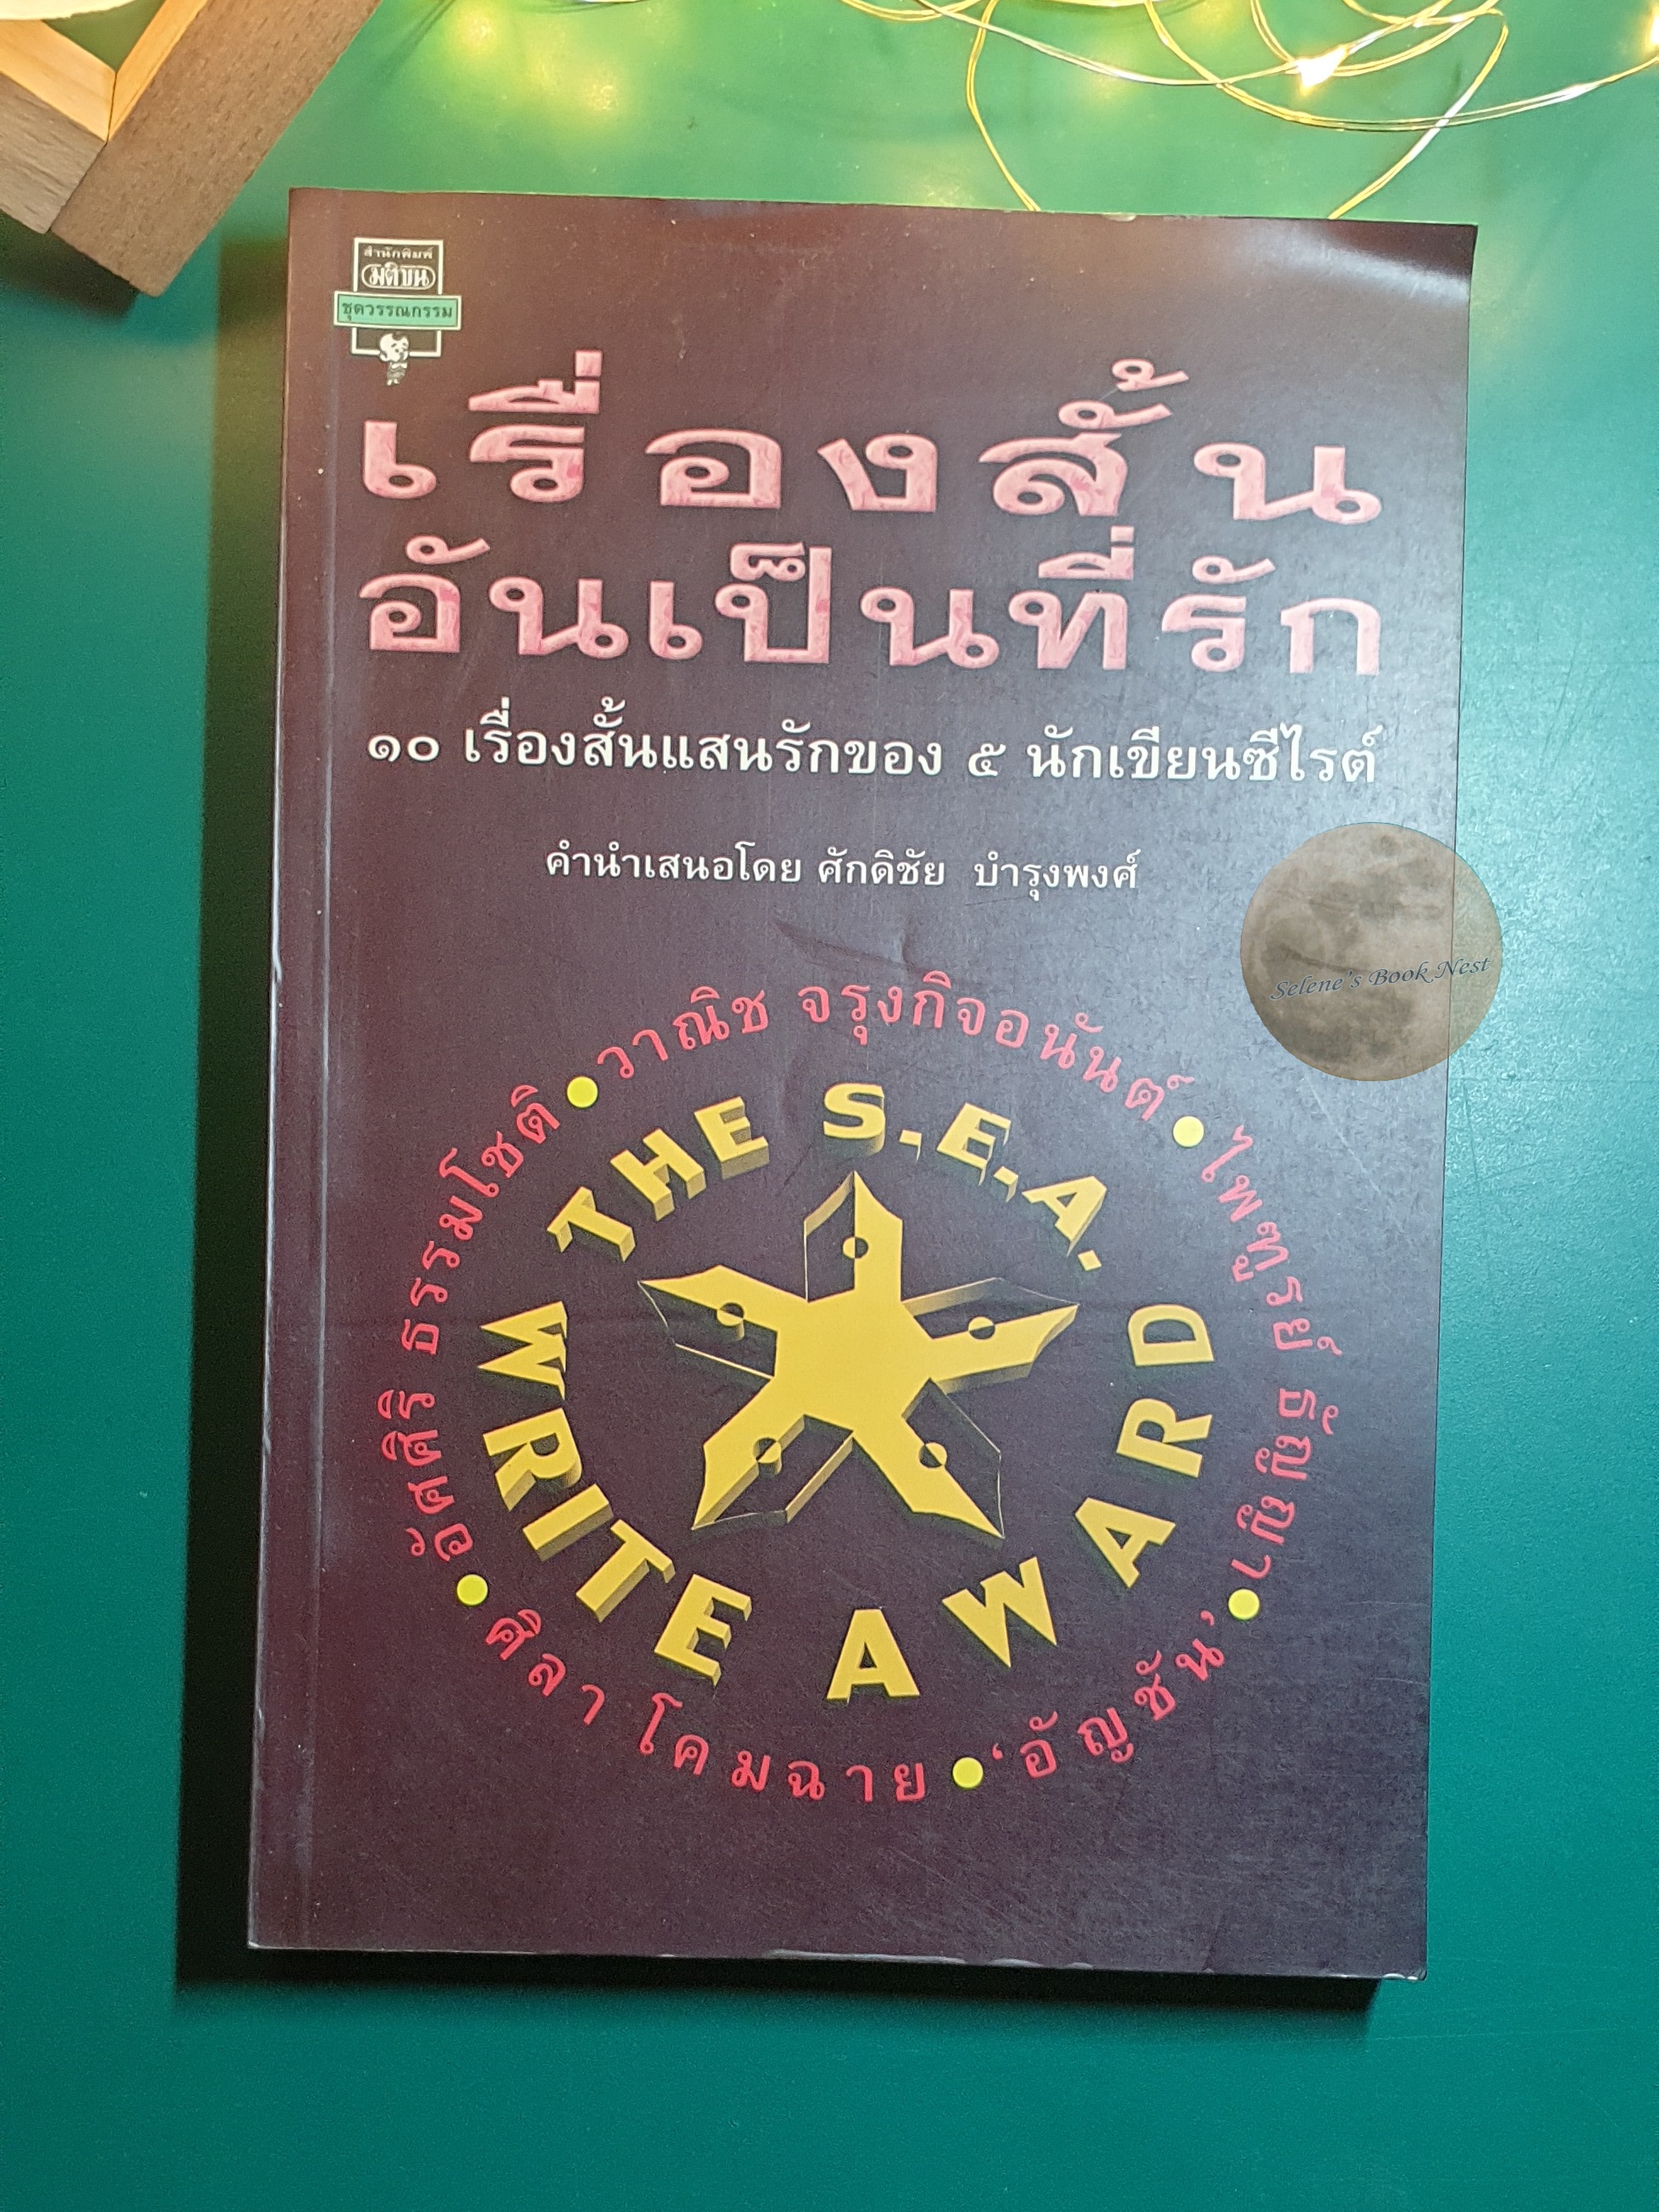 สำนักพิมพ์
มติชน
ชุดวรรณกรรม
เรื่องสั้น
อันเป็นที่รัก
๑๐ เรื่องสั้นแสนรักของ ๕ นักเขียนซีไรต์
คำนำเสนอโดย ศักดิชัย บำรุงพงศ์
Selene's Book Nest
วาณิช จรุงกิจอนันต์
ไพฑูรย์ ธัญญา
'อัญชัน'
ศิลา โคมฉาย
อัศศิริ ธรรมโชติ
THE S.E.A. WRITE AWARD